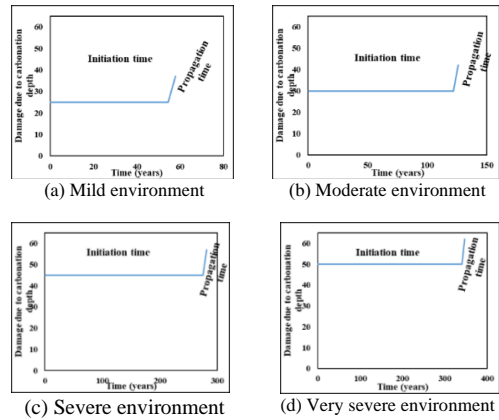 Damage due to carbonation depth
60
50
40
30
20
10
0
Initiation time
Propagation time
0 20 40 60 80
Time (years)
(a) Mild environment
Damage due to carbonation depth
60
50
40
30
20
10
0
Initiation time
Propagation time
0 50 100 150
Time (years)
(b) Moderate environment
Damage due to carbonation depth
60
50
40
30
20
10
0
Initiation time
Propagation time
0 100 200 300
Time (years)
(c) Severe environment
Damage due to carbonation depth
60
50
40
30
20
10
0
Initiation time
Propagation time
0 100 200 300 400
Time (years)
(d) Very severe environment